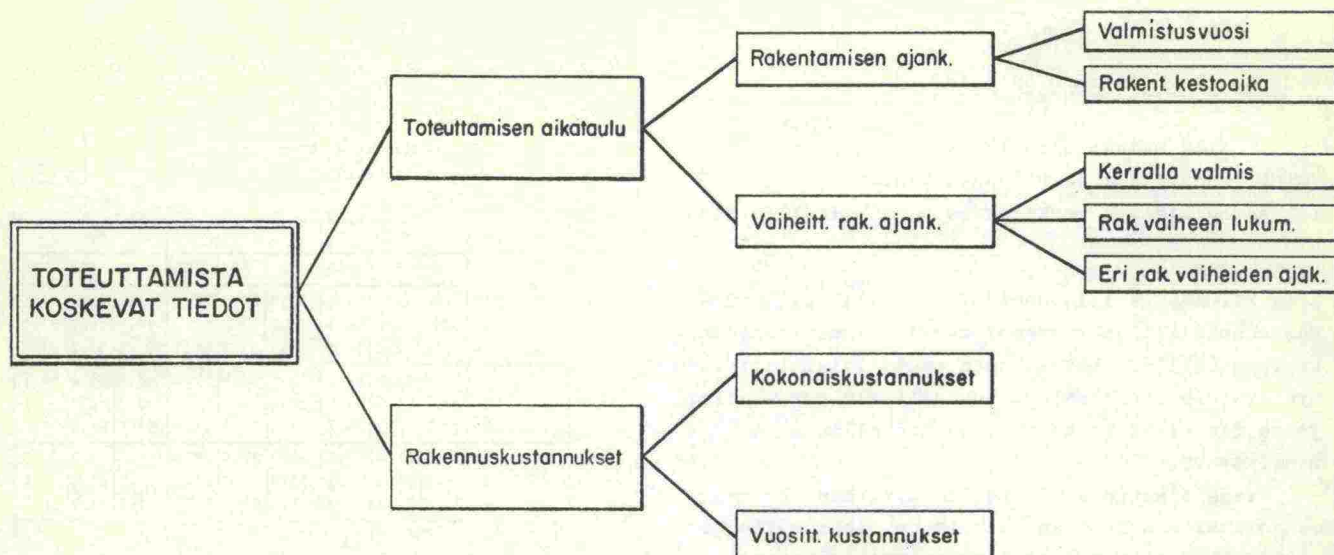 TOTEUTTAMISTA
KOSKEVAT TIEDOT
Toteuttamisen aikataulu
Rakennuskustannukset
Rakentamisen ajank.
Vaiheitt. rak. ajank.
Kokonaiskustannukset
Vuositt. kustannukset
Valmistusvuosi
Rakent. kestoaika
Kerralla valmis
Rak. vaiheen lukum.
Eri rak. vaiheiden ajak.